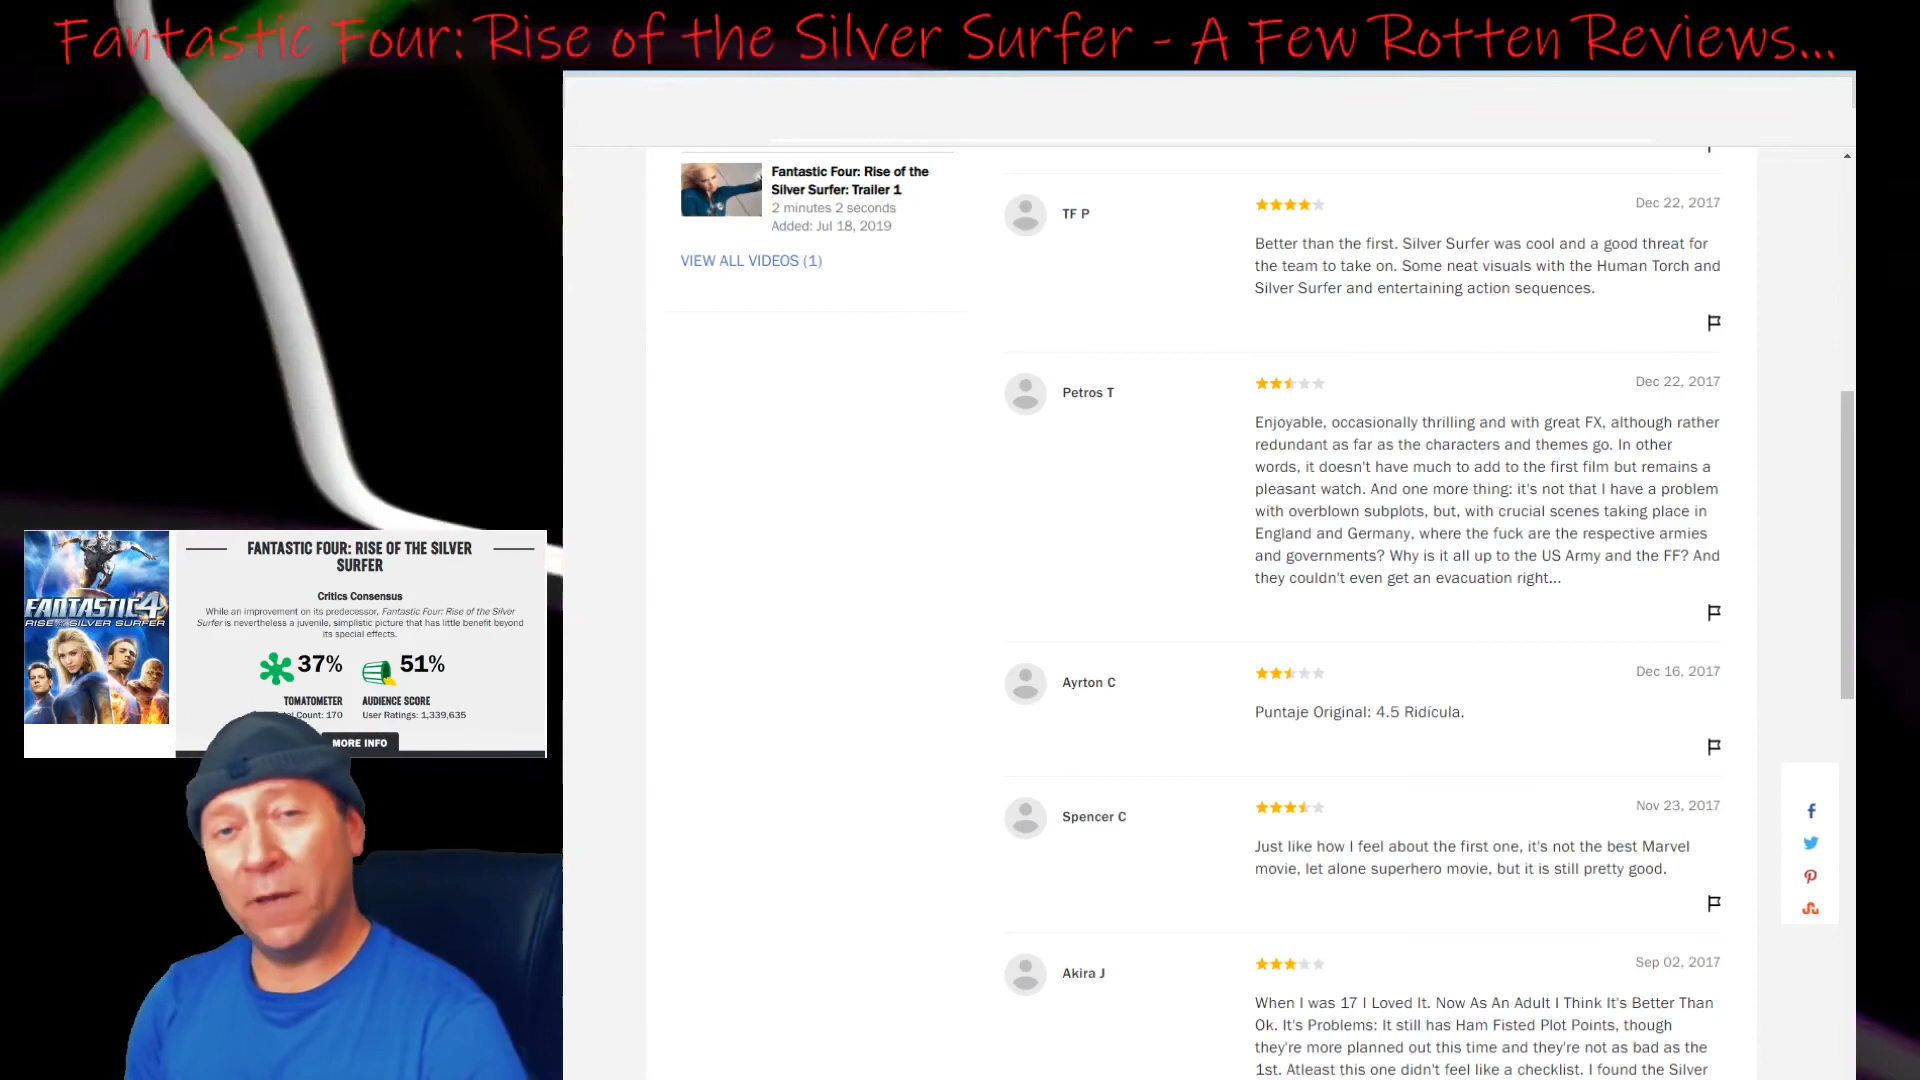 Fantastic Four: Rise of the Silver Surfer - A Few Rotten Reviews...
Fantastic Four: Rise of the
Silver Surfer: Trailer 1
2 minutes 2 seconds
Added: Jul 18, 2019
VIEW ALL VIDEOS (1)
TF P
Dec 22, 2017
Better than the first. Silver Surfer was cool and a good threat for
the team to take on. Some neat visuals with the Human Torch and
Silver Surfer and entertaining action sequences.
Petros T
Dec 22, 2017
Enjoyable, occasionally thrilling and with great FX, although rather
redundant as far as the characters and themes go. In other
words, it doesn't have much to add to the first film but remains a
pleasant watch. And one more thing: it's not that I have a problem
with overblown subplots, but, with crucial scenes taking place in
England and Germany, where the fuck are the respective armies
and governments? Why is it all up to the US Army and the FF? And
they couldn't even get an evacuation right...
Ayrton C
Dec 16, 2017
Puntaje Original: 4.5 Ridícula.
Spencer C
Nov 23, 2017
Just like how I feel about the first one, it's not the best Marvel
movie, let alone superhero movie, but it is still pretty good.
Akira J
Sep 02, 2017
When I was 17 I Loved It. Now As An Adult I Think It's Better Than
Ok. It's Problems: It still has Ham Fisted Plot Points, though
they're more planned out this time and they're not as bad as the
1st. Atleast this one didn't feel like a checklist. I found the Silver
FANTASTIC 4
RISE OF THE SILVER SURFER
FANTASTIC FOUR: RISE OF THE SILVER
SURFER
Critics Consensus
While an improvement on its predecessor, Fantastic Four: Rise of the Silver
Surfer is nevertheless a juvenile, simplistic picture that has little benefit beyond
its special effects.
37%
51%
TOMATOMETER
AUDIENCE SCORE
Count: 170
User Ratings: 1,339,635
MORE INFO